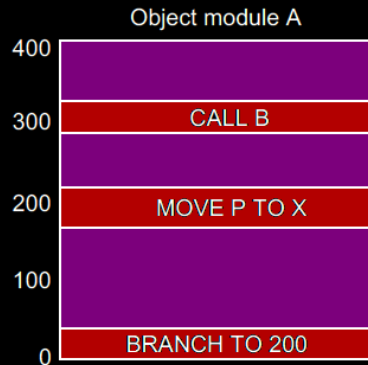 Object module A
400
300
CALL B
200
MOVE P TO X
100
0
BRANCH TO 200